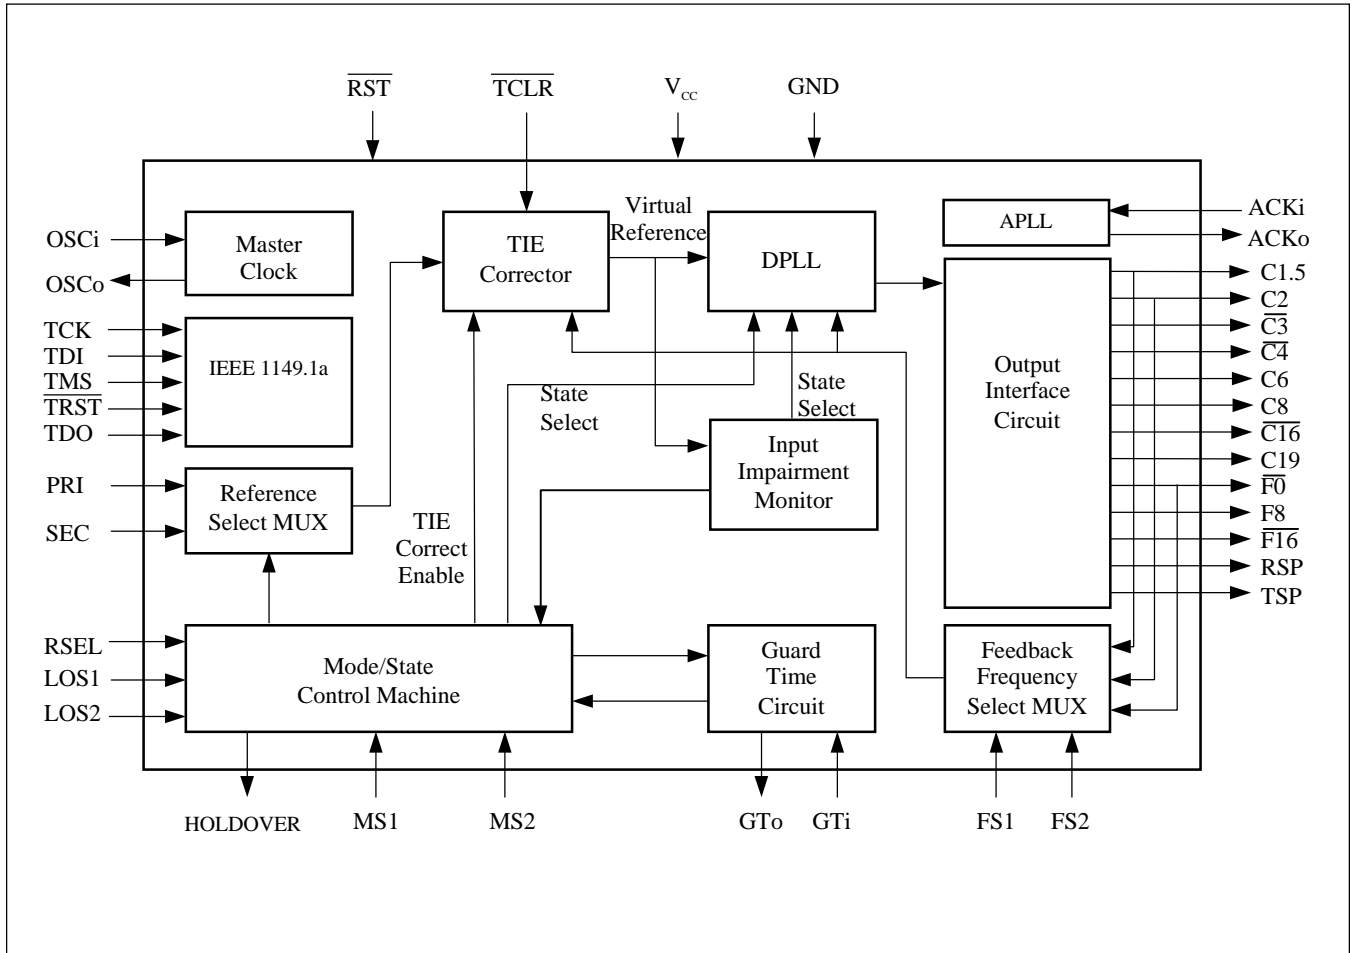 RST
TCLR
VCC
GND
OSCi
OSCo
TCK
TDI
TMS
TRST
TDO
PRI
SEC
RSEL
LOS1
LOS2
Master
Clock
IEEE 1149.1a
Reference
Select MUX
TIE
Corrector
Virtual
Reference
DPLL
APLL
State
Select
State
Select
TIE
Correct
Enable
Input
Impairment
Monitor
Output
Interface
Circuit
Mode/State
Control Machine
Guard
Time
Circuit
Feedback
Frequency
Select MUX
ACKi
ACKo
C1.5
C2
C3
C4
C6
C8
C16
C19
F0
F8
F16
RSP
TSP
HOLDOVER
MS1
MS2
GTo
GTi
FS1
FS2